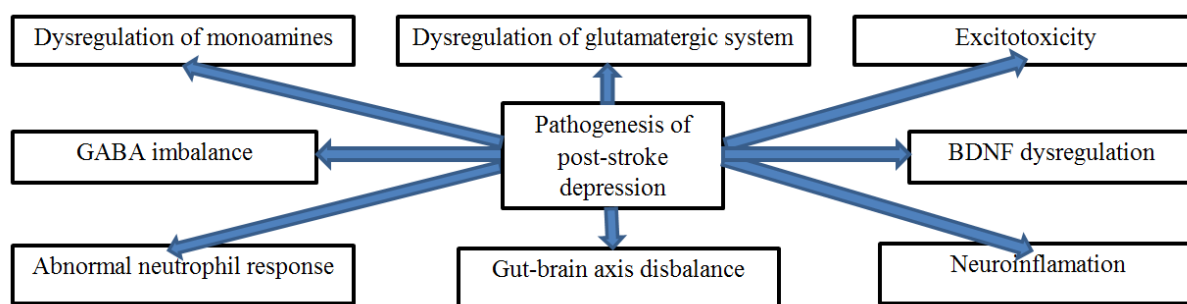 Dysregulation of monoamines
Dysregulation of glutamatergic system
Excitotoxicity
GABA imbalance
Pathogenesis of
post-stroke
depression
BDNF dysregulation
Abnormal neutrophil response
Gut-brain axis disbalance
Neuroinflamation